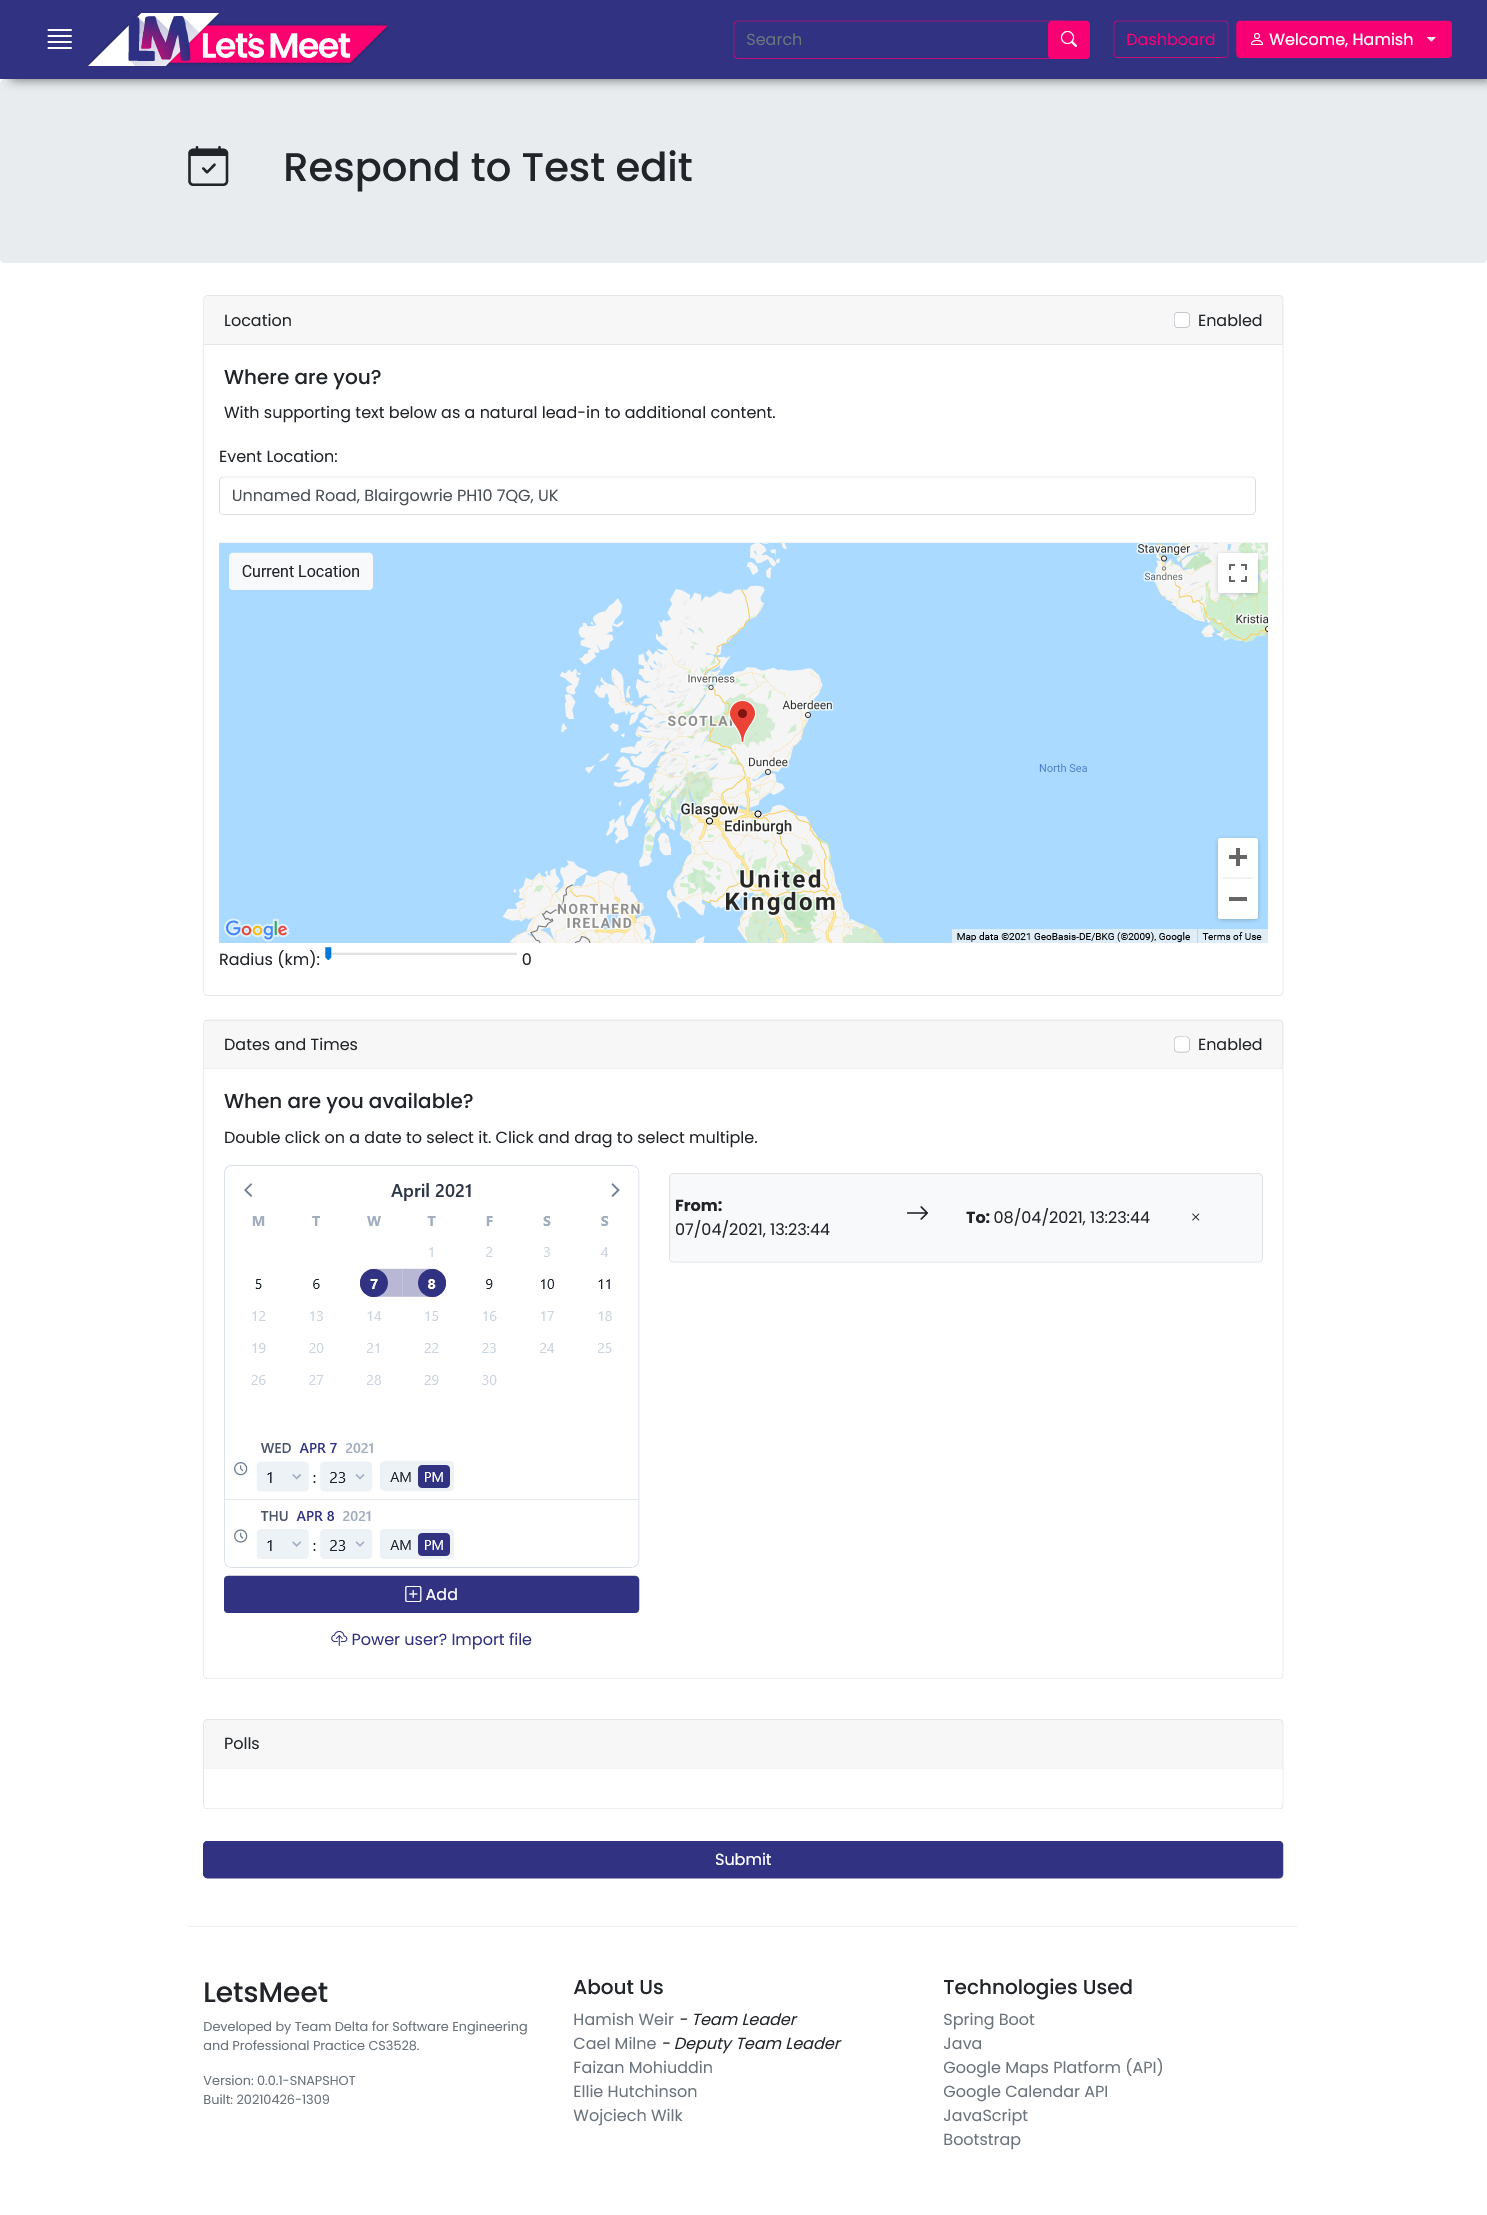 LM Let's Meet
Search
Dashboard
Welcome, Hamish
Respond to Test edit
Location
Enabled
Where are you?
With supporting text below as a natural lead-in to additional content.
Event Location:
Unnamed Road, Blairgowrie PH10 7QG, UK
Current Location
Stavanger
Sandnes
Kristia
Inverness
Aberdeen
SCOTLA
Dundee
North Sea
Glasgow
Edinburgh
United
Kingdom
NORTHERN
IRELAND
Google
Map data ©2021 GeoBasis-DE/BKG (©2009), Google Terms of Use
Radius (km): 0
Dates and Times
Enabled
When are you available?
Double click on a date to select it. Click and drag to select multiple.
April 2021
M T W T F S S
1 2 3 4
5 6 7 8 9 10 11
12 13 14 15 16 17 18
19 20 21 22 23 24 25
26 27 28 29 30
WED APR 7 2021
1 : 23 AM PM
THU APR 8 2021
1 : 23 AM PM
Add
Power user? Import file
From:
07/04/2021, 13:23:44
To: 08/04/2021, 13:23:44 ×
Polls
Submit
LetsMeet
Developed by Team Delta for Software Engineering
and Professional Practice CS3528.
Version: 0.0.1-SNAPSHOT
Built: 20210426-1309
About Us
Hamish Weir - Team Leader
Cael Milne - Deputy Team Leader
Faizan Mohiuddin
Ellie Hutchinson
Wojciech Wilk
Technologies Used
Spring Boot
Java
Google Maps Platform (API)
Google Calendar API
JavaScript
Bootstrap